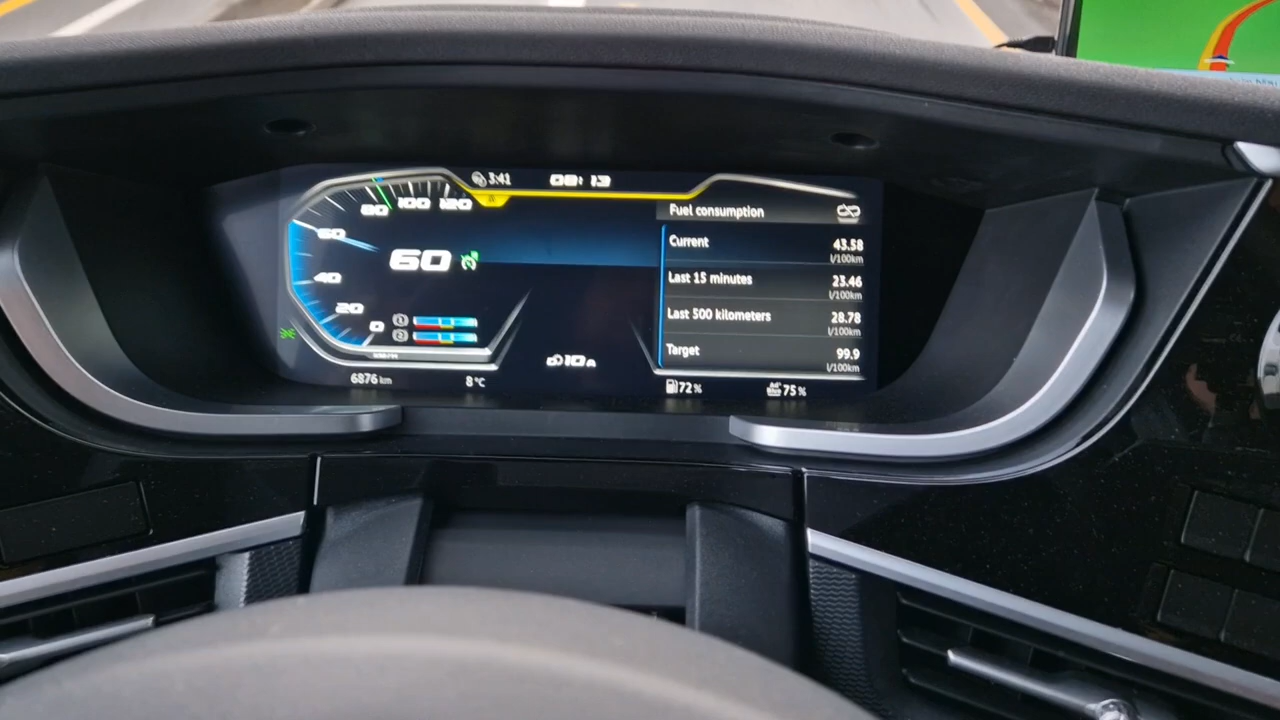 3:41 08:13
80 100 120
60
40
20
0
60
1
2
10A
6876 km
8°C
Fuel consumption
Current 43.58
l/100km
Last 15 minutes 23.46
l/100km
Last 500 kilometers 28.78
l/100km
Target 99.9
l/100km
72%
75%